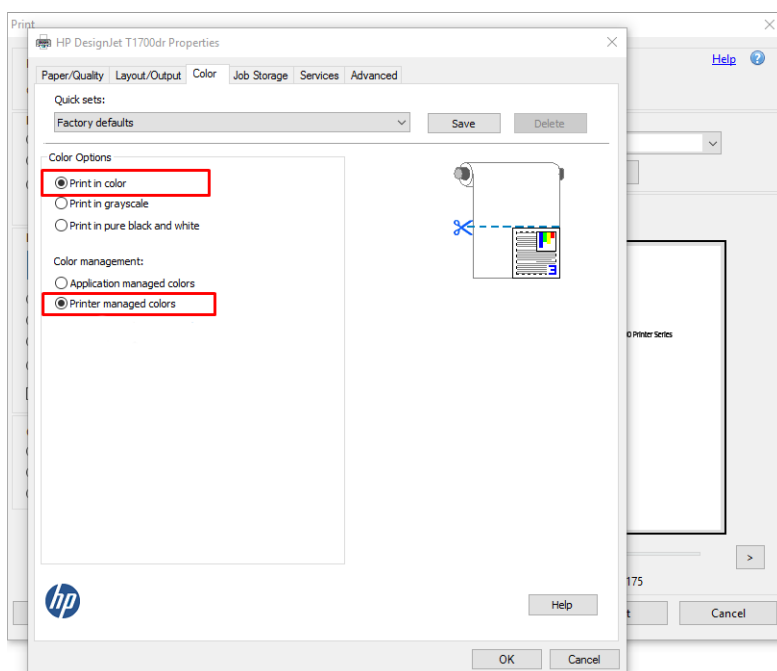 Print
HP DesignJet T1700dr Properties
Help
Paper/Quality Layout/Output Color Job Storage Services Advanced
Quick sets:
Factory defaults
Save
Delete
Color Options
Print in color
Print in grayscale
Print in pure black and white
3
Color management:
Application managed colors
Printer managed colors
Printer Series
>
175
hp
Help
Cancel
OK
Cancel